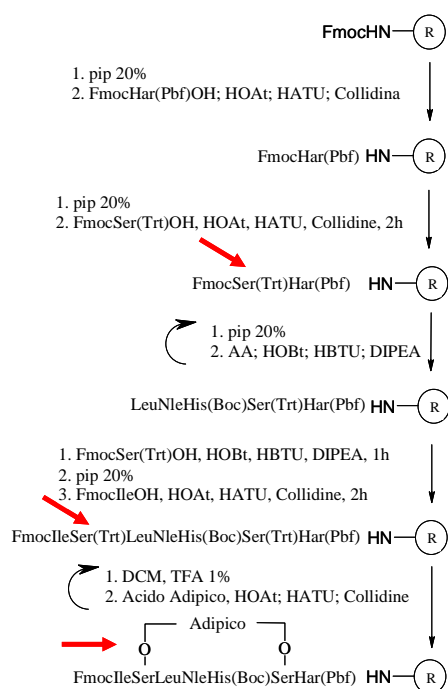 FmocHN R
1. pip 20%
2. FmocHar(Pbf)OH; HOAt; HATU; Collidina
FmocHar(Pbf) HN R
1. pip 20%
2. FmocSer(Trt)OH, HOAt, HATU, Collidine, 2h
FmocSer(Trt)Har(Pbf) HN R
1. pip 20%
2. AA; HOBt; HBTU; DIPEA
LeuNleHis(Boc)Ser(Trt)Har(Pbf) HN R
1. FmocSer(Trt)OH, HOBt, HBTU, DIPEA, 1h
2. pip 20%
3. FmocIleOH, HOAt, HATU, Collidine, 2h
FmocIleSer(Trt)LeuNleHis(Boc)Ser(Trt)Har(Pbf) HN R
1. DCM, TFA 1%
2. Acido Adipico, HOAt; HATU; Collidine
Adipico
O O
FmocIleSerLeuNleHis(Boc)SerHar(Pbf) HN R